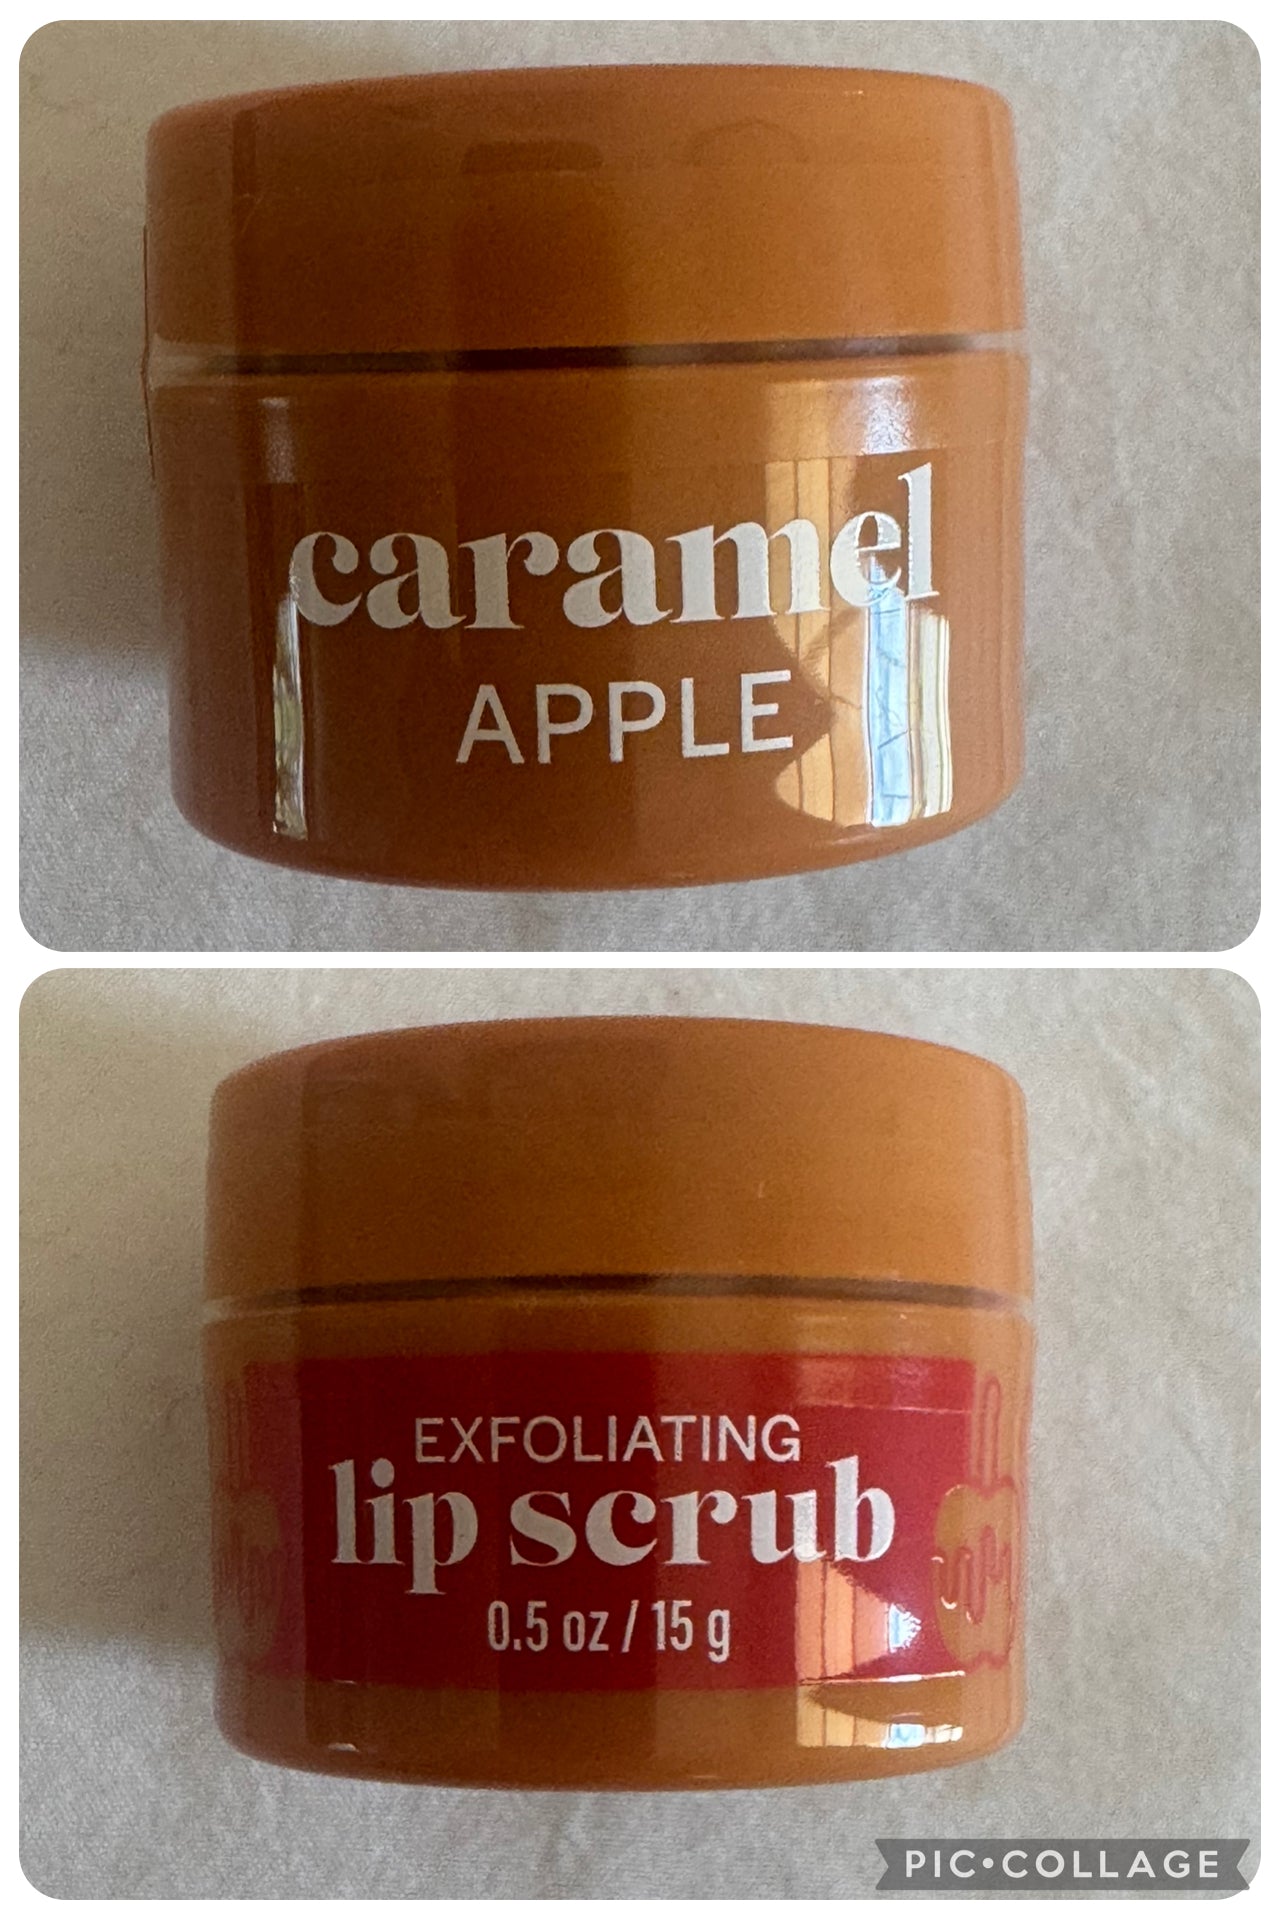 caramel
APPLE
EXFOLIATING
lip scrub
0.5 oz / 15 g
PIC•COLLAGE